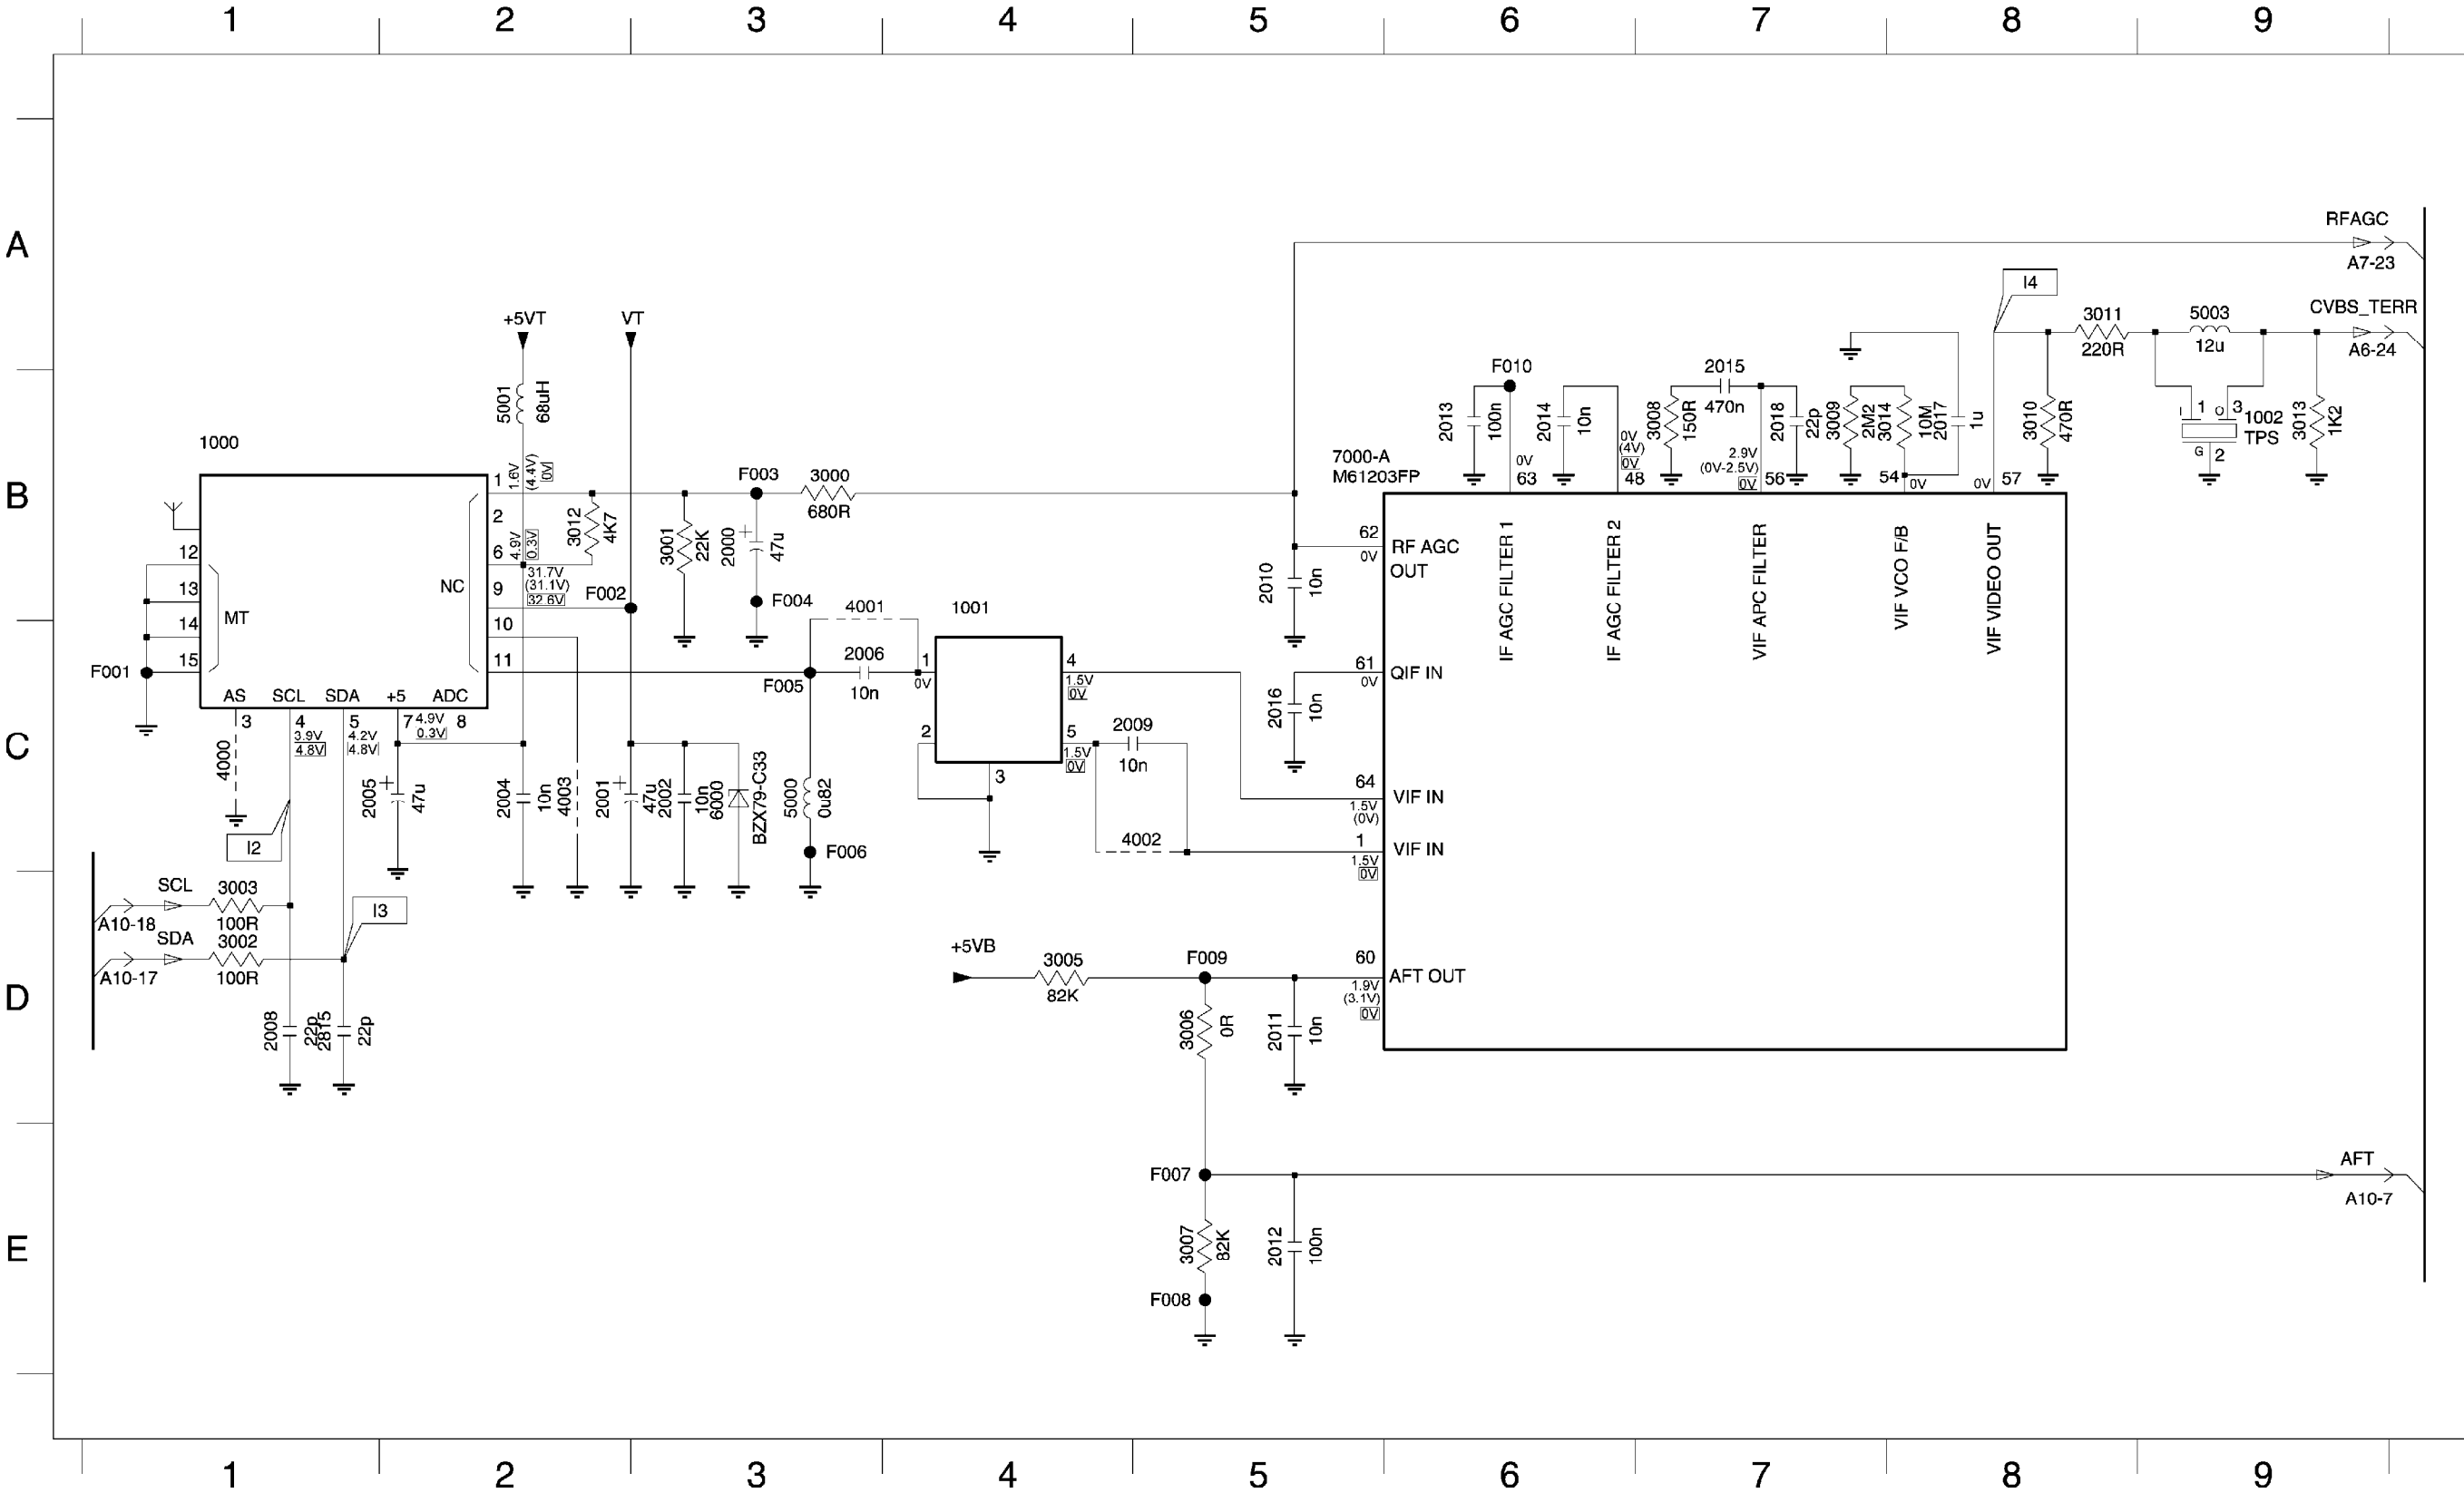 1 2 3 4 5 6 7 8 9
A
RFAGC
A7-23
I4
CVBS_TERR
A6-24
3011
220R
5003
12u
+5VT
VT
5001
68uH
F010
2013
100n
2014
10n
3008
150R
2015
470n
2018
22p
3009
2M2
3014
10M
2017
1u
3010
470R
I 1 O 3
1002
TPS
G 2
3013
1K2
B
1000
1
1.6V
(4.4V)
0V
2
6
4.9V
0.3V
3012
4K7
31.7V
(31.1V)
32.6V
NC
9
10
11
F002
3001
22K
F003
2000
+
47u
F004
3000
680R
12
13
14
15
MT
F001
7000-A
M61203FP
0V
63
0V
(4V)
0V
48
2.9V
(0V-2.5V)
0V
56
54
0V
0V
57
62
0V
RF AGC
OUT
IF AGC FILTER 1
IF AGC FILTER 2
VIF APC FILTER
VIF VCO F/B
VIF VIDEO OUT
2010
10n
4001
1001
2006
10n
F005
1
0V
2
3
4
1.5V
0V
5
1.5V
0V
2009
10n
61
0V
QIF IN
2016
10n
C
AS SCL SDA +5 ADC
3
4
3.9V
4.8V
5
4.2V
4.8V
7
4.9V
0.3V
8
4000
I2
2005
+
47u
2004
10n
4003
2001
+
47u
2002
10n
6000
BZX79-C33
5000
0u82
F006
4002
64
1.5V
(0V)
VIF IN
1
1.5V
0V
VIF IN
SCL
A10-18
3003
100R
I3
SDA
A10-17
3002
100R
D
2008
22p
2815
22p
+5VB
3005
82K
F009
60
1.9V
(3.1V)
0V
AFT OUT
3006
0R
2011
10n
F007
AFT
A10-7
E
3007
82K
2012
100n
F008
1 2 3 4 5 6 7 8 9